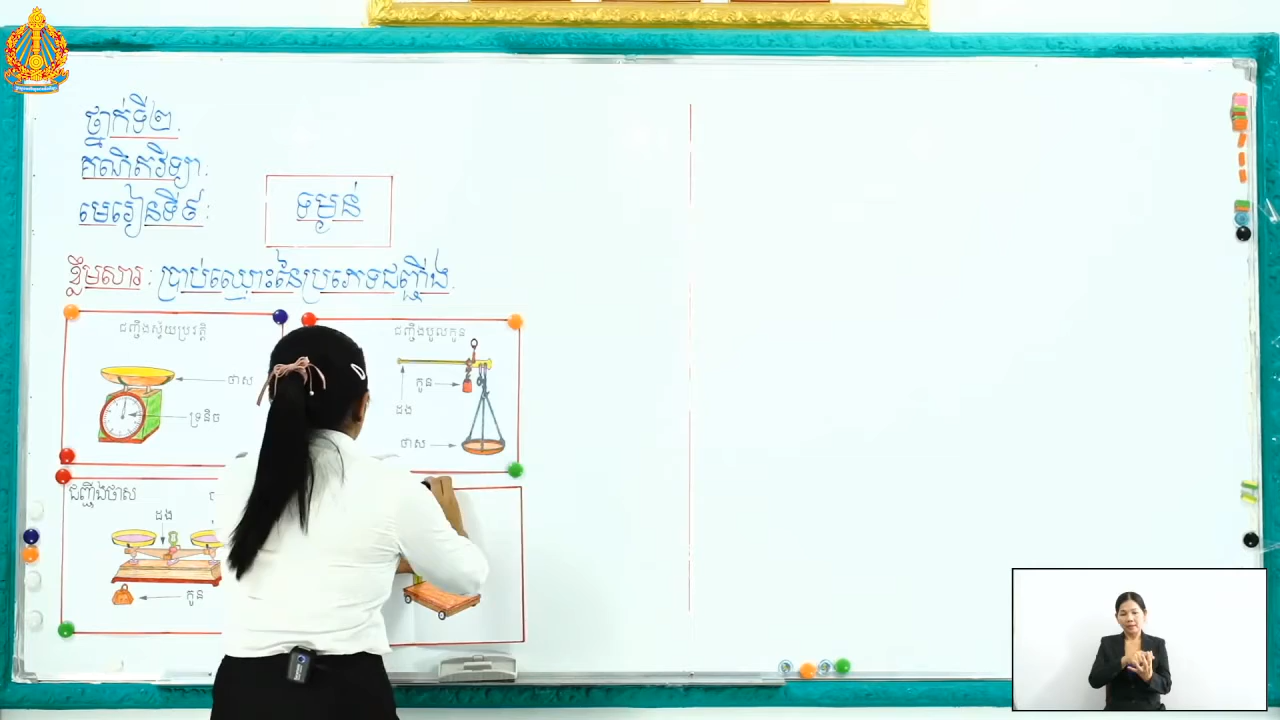 ថ្នាក់ទី២.
គណិតវិទ្យា:
មេរៀនទី៩:
ទម្ងន់
ខ្លឹមសារ : ប្រាប់ឈ្មោះនៃប្រភេទជញ្ជីង.
ជញ្ជីងស្វ័យប្រវត្តិ
ថាស
ទ្រនិច
ជញ្ជីងបូលកូន
កូន
ដង
ថាស
ជញ្ជីងថាស
ដង
កូន